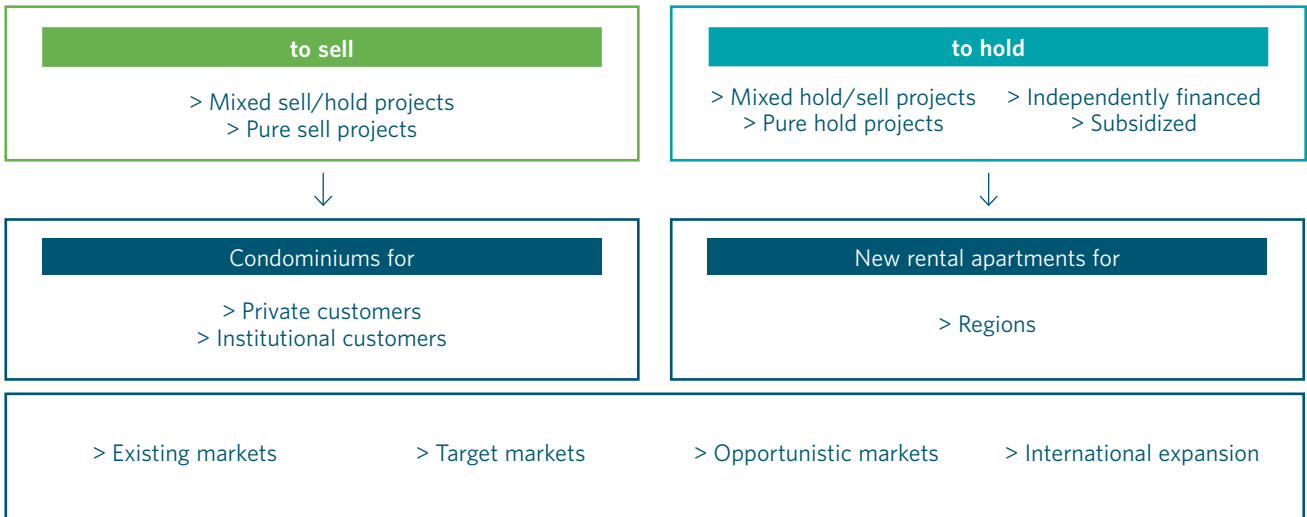 to sell
> Mixed sell/hold projects
> Pure sell projects
to hold
> Mixed hold/sell projects
> Pure hold projects
> Independently financed
> Subsidized
Condominiums for
> Private customers
> Institutional customers
New rental apartments for
> Regions
> Existing markets > Target markets > Opportunistic markets > International expansion